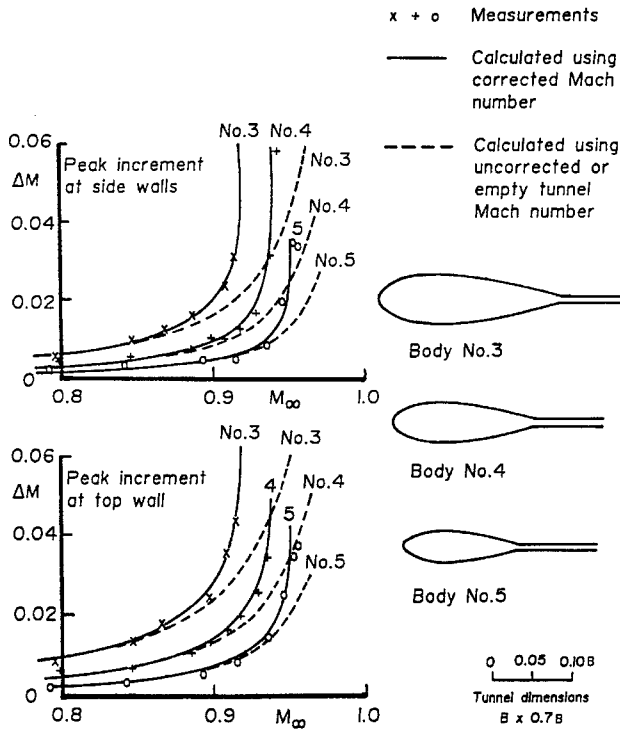 x + o Measurements
Calculated using
corrected Mach
number
Calculated using
uncorrected or
empty tunnel
Mach number
No.3 No.4
No.3
No.4
5
No.5
0.06
ΔM
0.04
0.02
0
Peak increment
at side walls
0.8 0.9 1.0
M∞
Body No.3
Body No.4
Body No.5
No.3 No.3
No.4
4
5
No.5
0.06
ΔM
0.04
0.02
0
Peak increment
at top wall
0.8 0.9 1.0
M∞
0 0.05 0.10B
Tunnel dimensions
B x 0.7B